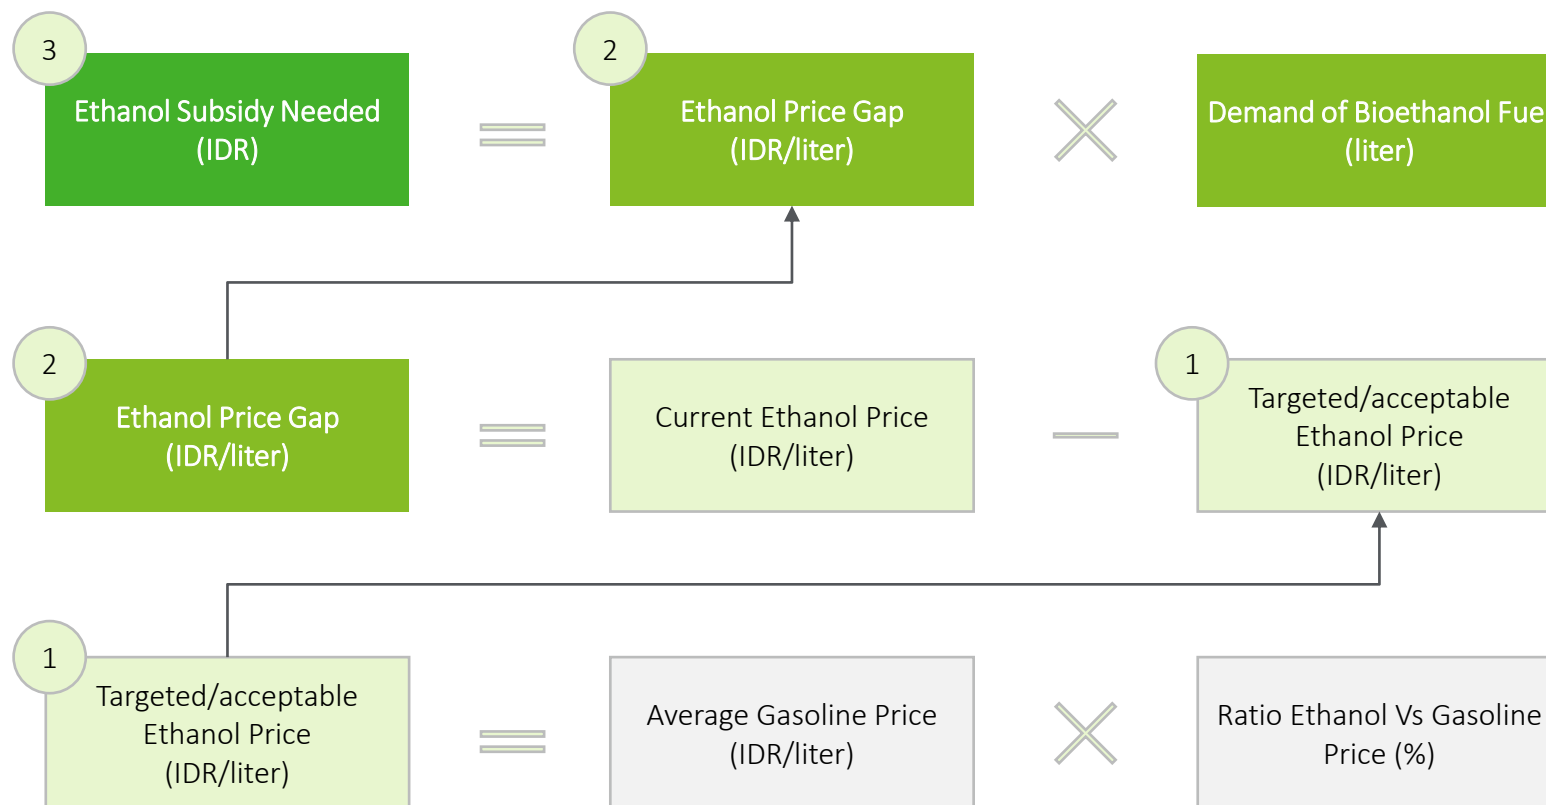 3
Ethanol Subsidy Needed
(IDR)
2
Ethanol Price Gap
(IDR/liter)
Demand of Bioethanol Fue
(liter)
2
Ethanol Price Gap
(IDR/liter)
Current Ethanol Price
(IDR/liter)
1
Targeted/acceptable
Ethanol Price
(IDR/liter)
1
Targeted/acceptable
Ethanol Price
(IDR/liter)
Average Gasoline Price
(IDR/liter)
Ratio Ethanol Vs Gasoline
Price (%)